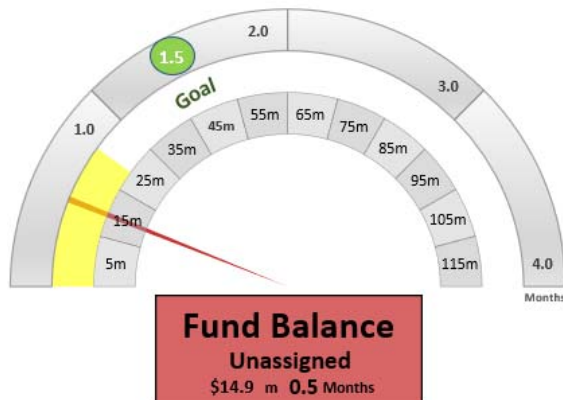 2.0
1.5
3.0
Goal
1.0
55m
65m
45m
75m
35m
85m
25m
95m
15m
105m
5m
115m
4.0
Months
Fund Balance
Unassigned
$14.9 m 0.5 Months